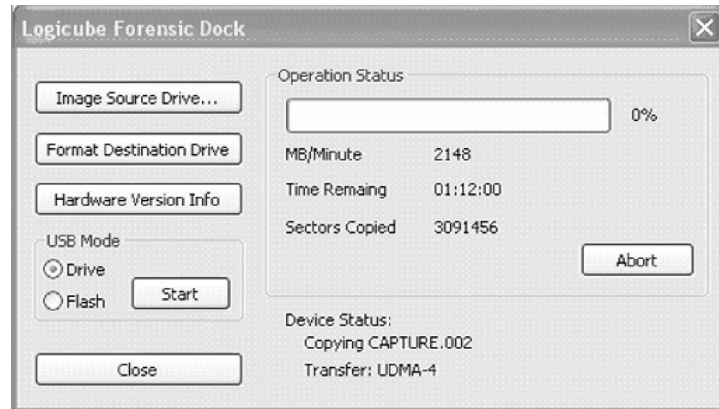 Logicube Forensic Dock
Image Source Drive...
Format Destination Drive
Hardware Version Info
USB Mode
Drive
Flash
Start
Close
Operation Status
0%
MB/Minute 2148
Time Remaing 01:12:00
Sectors Copied 3091456
Abort
Device Status:
Copying CAPTURE.002
Transfer: UDMA-4